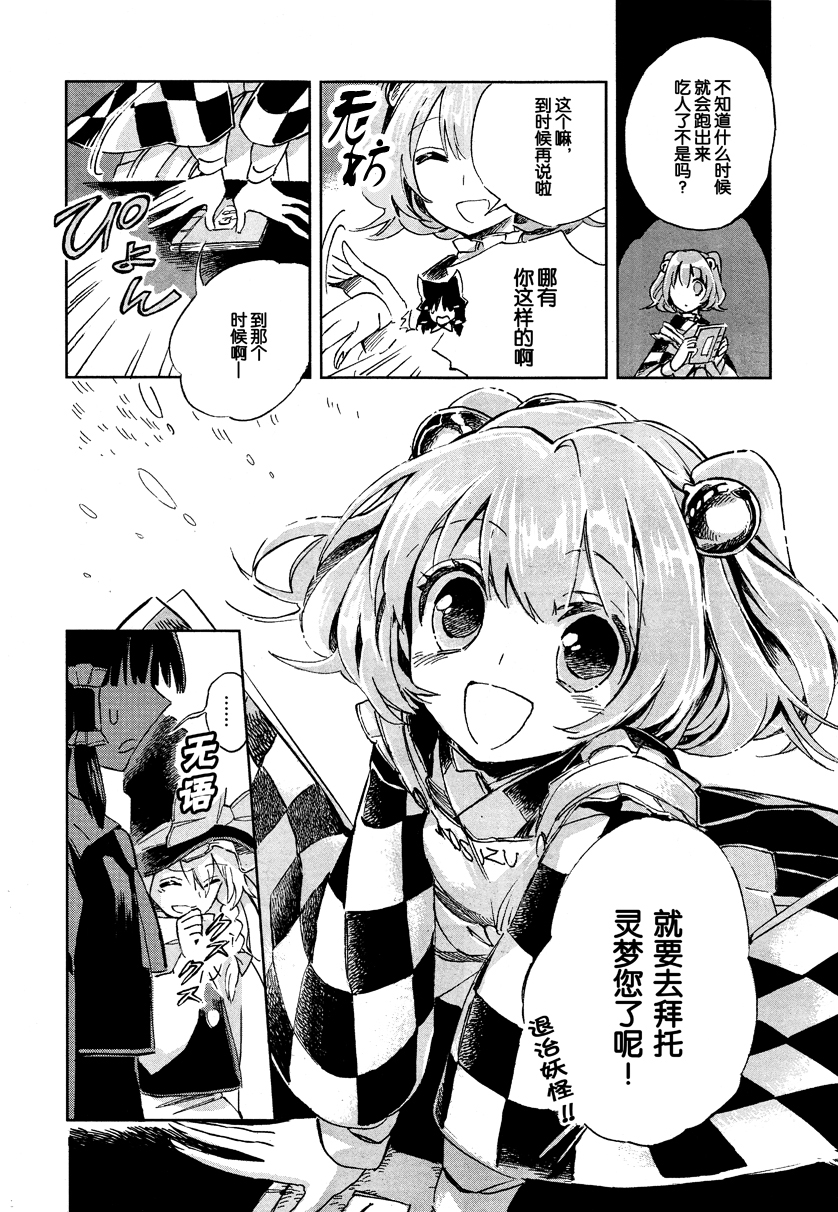 不知道什么时候
就会跑出来
吃人了不是吗？
这个嘛，
到时候再说啦
无妨
哪有
你这样的啊
到那个
时候啊—
ぴょよん
就要去拜托
灵梦您了呢！
退治妖怪!!
……
无语
クスクス
クス